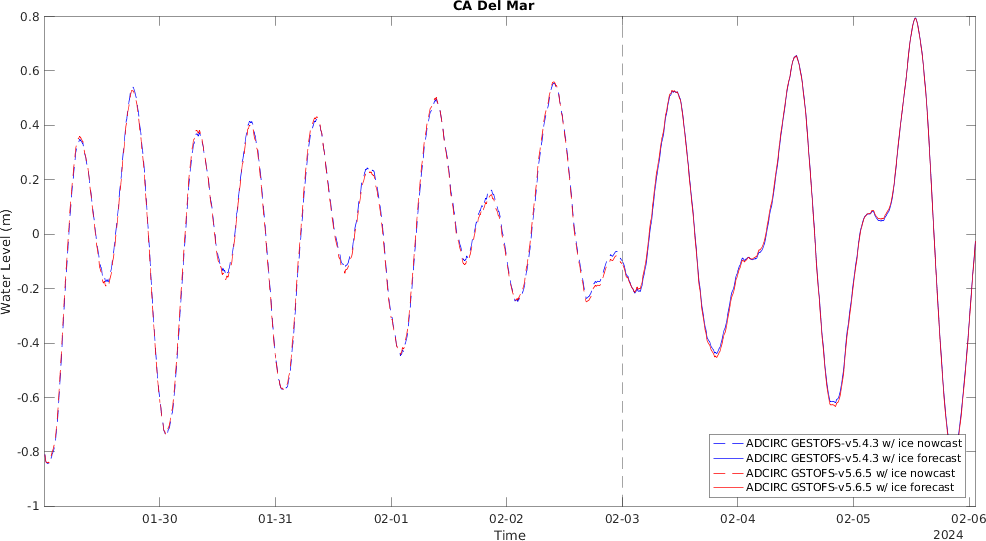 CA Del Mar
0.8
0.6
0.4
0.2
0
-0.2
-0.4
-0.6
-0.8
-1
Water Level (m)
01-30 01-31 02-01 02-02 02-03 02-04 02-05 02-06
Time
2024
ADCIRC GESTOFS-v5.4.3 w/ ice nowcast
ADCIRC GESTOFS-v5.4.3 w/ ice forecast
ADCIRC GSTOFS-v5.6.5 w/ ice nowcast
ADCIRC GSTOFS-v5.6.5 w/ ice forecast